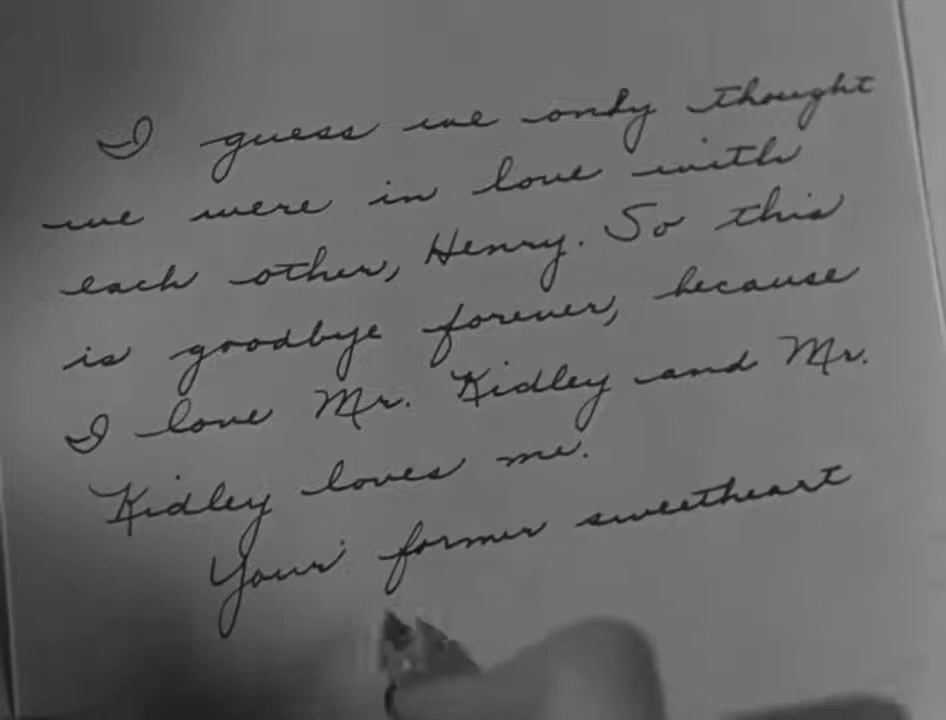 I guess we only thought
we were in love with
each other, Henry. So this
is goodbye forever, because
I love Mr. Kidley and Mr.
Kidley loves me.
Your former sweetheart